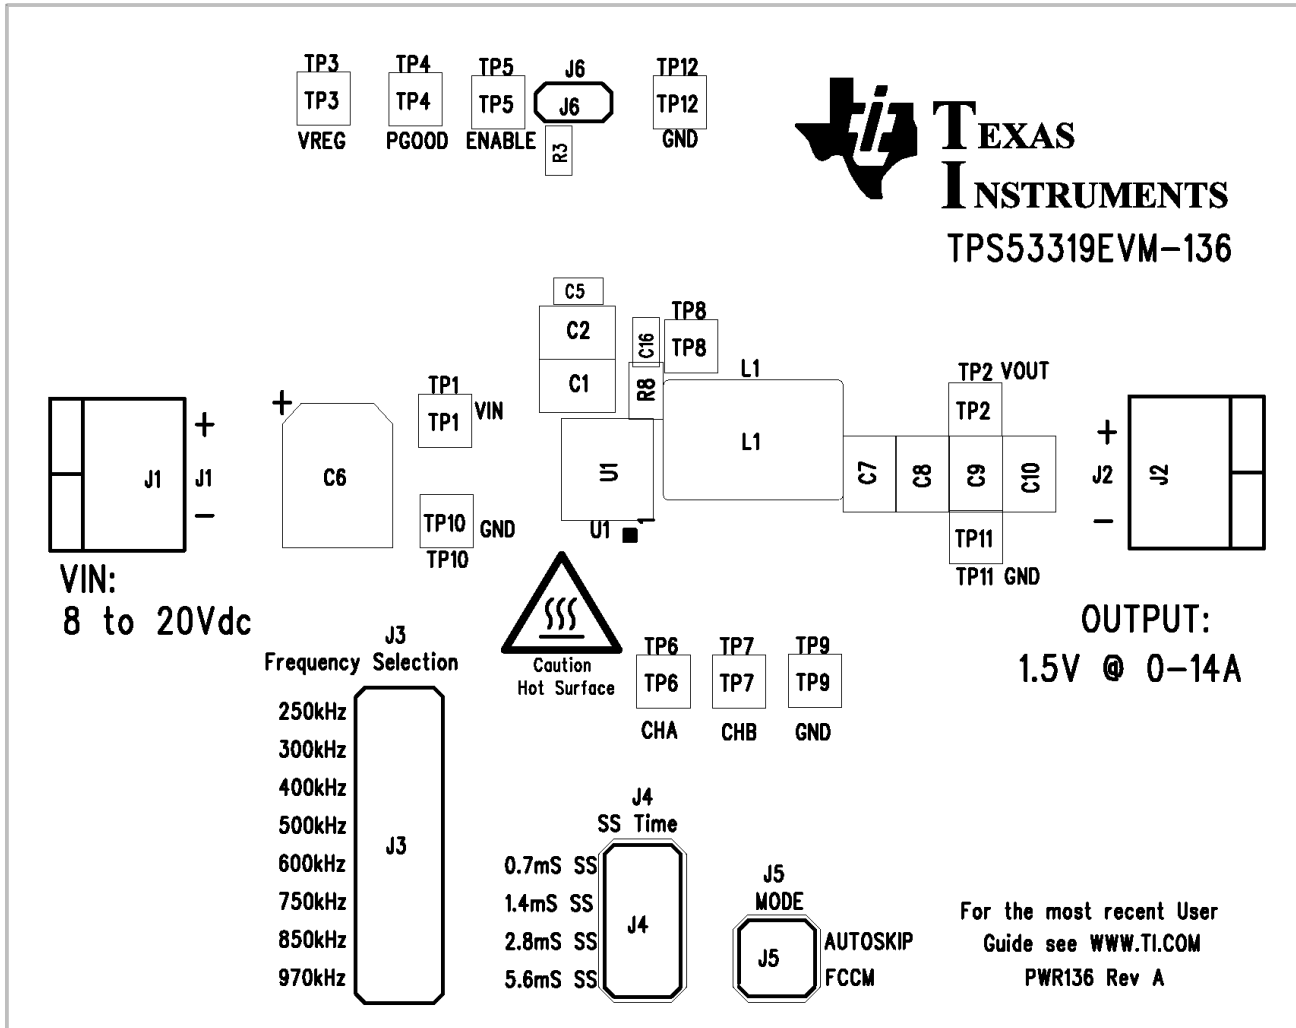 TP3 TP4 TP5 J6 TP12
TP3 TP4 TP5 J6 TP12
VREG PGOOD ENABLE R3 GND
TEXAS
INSTRUMENTS
TPS53319EVM-136
C5
C2
C16
TP8
TP8
C1
R8
L1
L1
TP1
TP1 VIN
+
C6
TP10 GND
TP10
J1 J1
+
-
U1
U1
1
TP2 VOUT
TP2
C7 C8 C9 C10
TP11
TP11 GND
+
J2 J2
-
VIN:
8 to 20Vdc
Caution
Hot Surface
OUTPUT:
1.5V @ 0-14A
TP6 TP7 TP9
TP6 TP7 TP9
CHA CHB GND
J3
Frequency Selection
250kHz
300kHz
400kHz
500kHz
600kHz
750kHz
850kHz
970kHz
J3
J4
SS Time
0.7mS SS
1.4mS SS
2.8mS SS
5.6mS SS
J4
J5
MODE
J5
AUTOSKIP
FCCM
For the most recent User
Guide see WWW.TI.COM
PWR136 Rev A